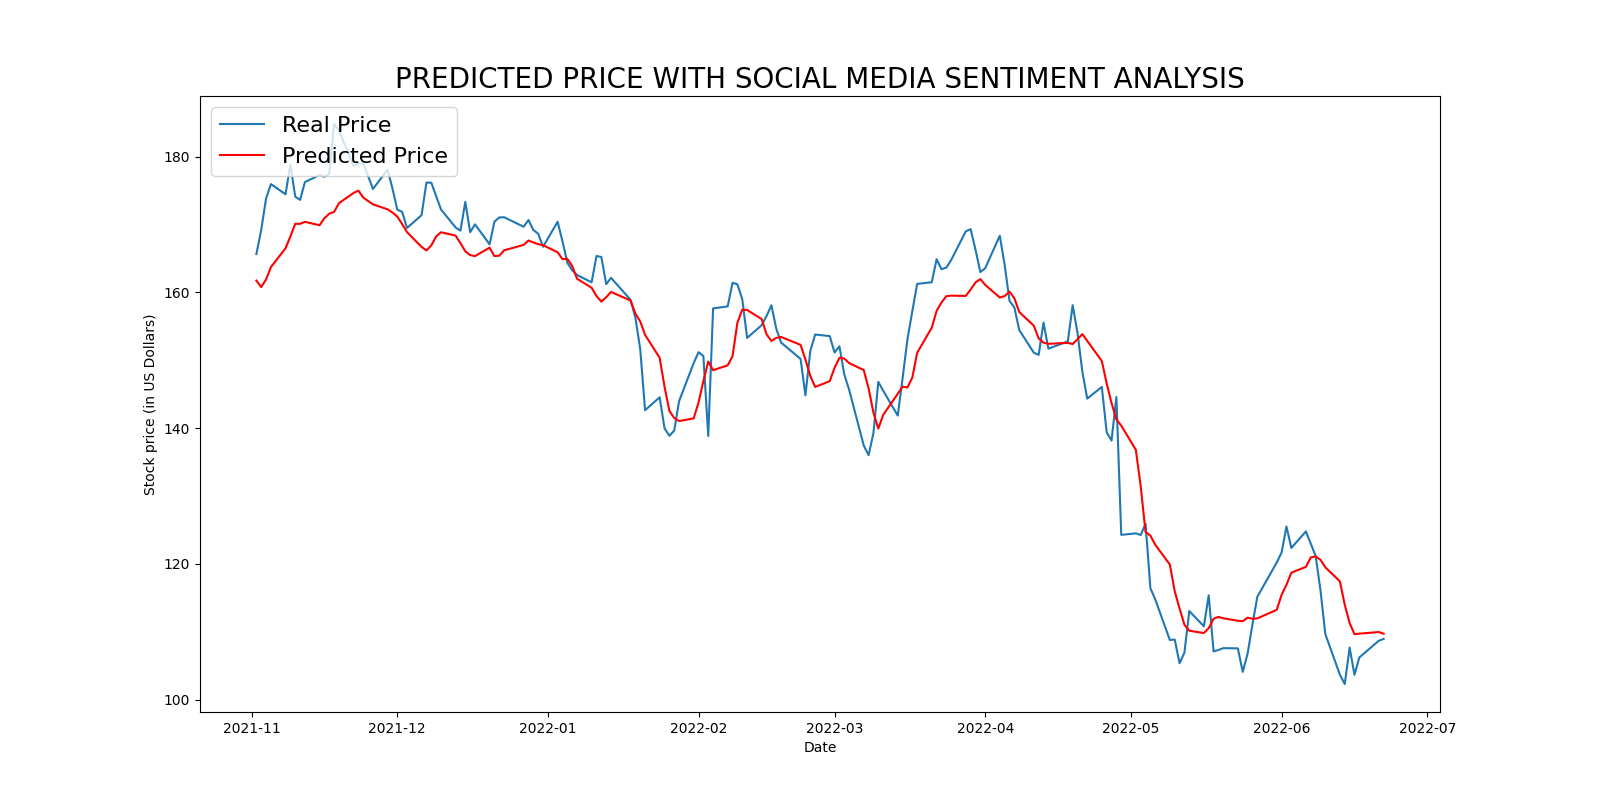 PREDICTED PRICE WITH SOCIAL MEDIA SENTIMENT ANALYSIS
Real Price
Predicted Price
180
160
140
120
100
Stock price (in US Dollars)
2021-11 2021-12 2022-01 2022-02 2022-03 2022-04 2022-05 2022-06 2022-07
Date